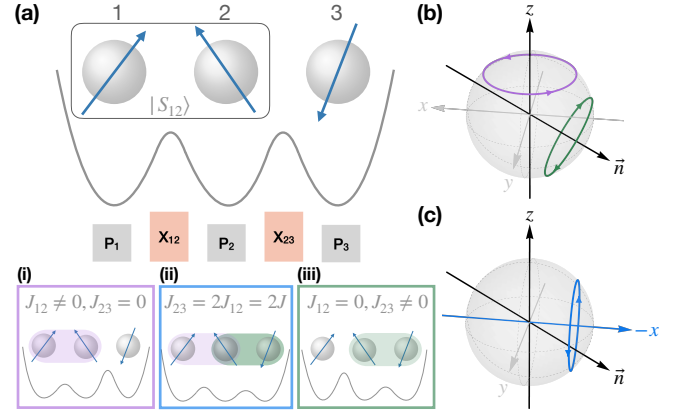 (a)
1 2 3
|S₁₂⟩
P₁ X₁₂ P₂ X₂₃ P₃
(i)
J₁₂ ≠ 0, J₂₃ = 0
(ii)
J₂₃ = 2J₁₂ = 2J
(iii)
J₁₂ = 0, J₂₃ ≠ 0
(b)
z
x
y
n⃗
(c)
z
−x
y
n⃗